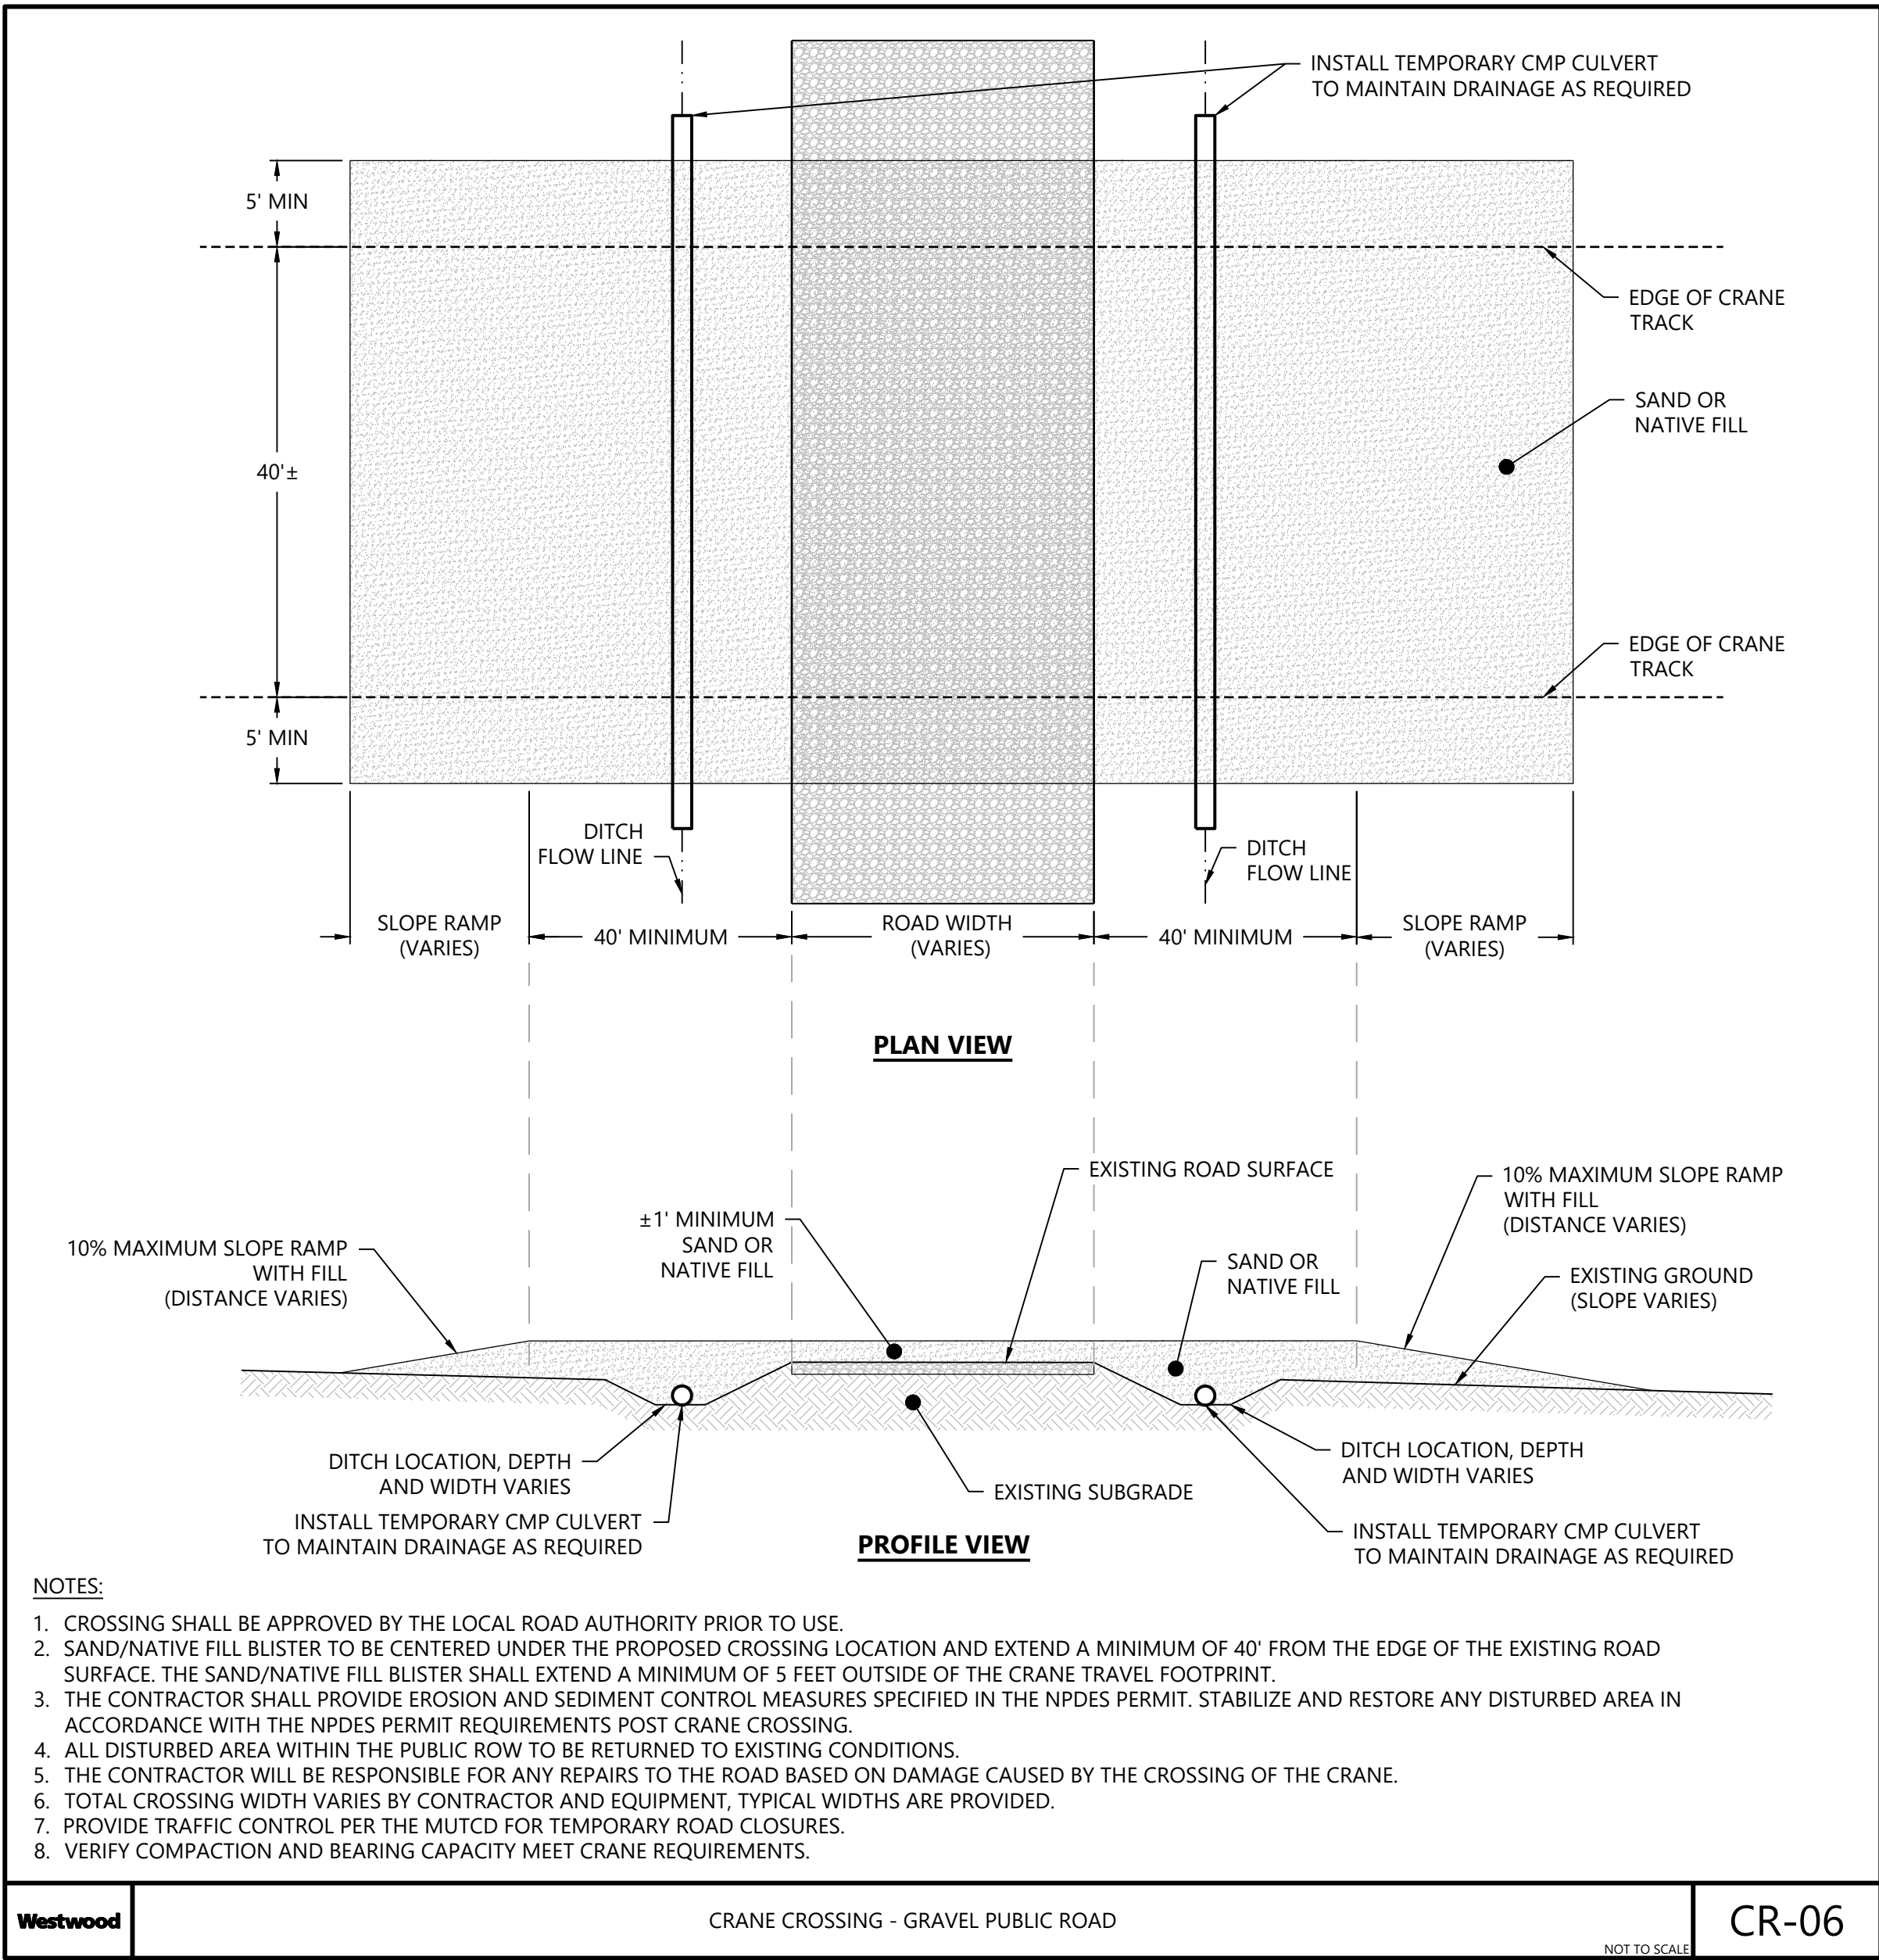 INSTALL TEMPORARY CMP CULVERT
TO MAINTAIN DRAINAGE AS REQUIRED
5' MIN
EDGE OF CRANE
TRACK
SAND OR
NATIVE FILL
40'±
EDGE OF CRANE
TRACK
5' MIN
DITCH
FLOW LINE
DITCH
FLOW LINE
SLOPE RAMP
(VARIES)
40' MINIMUM
ROAD WIDTH
(VARIES)
40' MINIMUM
SLOPE RAMP
(VARIES)
PLAN VIEW
EXISTING ROAD SURFACE
10% MAXIMUM SLOPE RAMP
WITH FILL
(DISTANCE VARIES)
±1' MINIMUM
SAND OR
NATIVE FILL
10% MAXIMUM SLOPE RAMP
WITH FILL
(DISTANCE VARIES)
SAND OR
NATIVE FILL
EXISTING GROUND
(SLOPE VARIES)
DITCH LOCATION, DEPTH
AND WIDTH VARIES
DITCH LOCATION, DEPTH
AND WIDTH VARIES
EXISTING SUBGRADE
INSTALL TEMPORARY CMP CULVERT
TO MAINTAIN DRAINAGE AS REQUIRED
INSTALL TEMPORARY CMP CULVERT
TO MAINTAIN DRAINAGE AS REQUIRED
PROFILE VIEW
NOTES:
1. CROSSING SHALL BE APPROVED BY THE LOCAL ROAD AUTHORITY PRIOR TO USE.
2. SAND/NATIVE FILL BLISTER TO BE CENTERED UNDER THE PROPOSED CROSSING LOCATION AND EXTEND A MINIMUM OF 40' FROM THE EDGE OF THE EXISTING ROAD
SURFACE. THE SAND/NATIVE FILL BLISTER SHALL EXTEND A MINIMUM OF 5 FEET OUTSIDE OF THE CRANE TRAVEL FOOTPRINT.
3. THE CONTRACTOR SHALL PROVIDE EROSION AND SEDIMENT CONTROL MEASURES SPECIFIED IN THE NPDES PERMIT. STABILIZE AND RESTORE ANY DISTURBED AREA IN
ACCORDANCE WITH THE NPDES PERMIT REQUIREMENTS POST CRANE CROSSING.
4. ALL DISTURBED AREA WITHIN THE PUBLIC ROW TO BE RETURNED TO EXISTING CONDITIONS.
5. THE CONTRACTOR WILL BE RESPONSIBLE FOR ANY REPAIRS TO THE ROAD BASED ON DAMAGE CAUSED BY THE CROSSING OF THE CRANE.
6. TOTAL CROSSING WIDTH VARIES BY CONTRACTOR AND EQUIPMENT, TYPICAL WIDTHS ARE PROVIDED.
7. PROVIDE TRAFFIC CONTROL PER THE MUTCD FOR TEMPORARY ROAD CLOSURES.
8. VERIFY COMPACTION AND BEARING CAPACITY MEET CRANE REQUIREMENTS.
Westwood
CRANE CROSSING - GRAVEL PUBLIC ROAD
NOT TO SCALE
CR-06